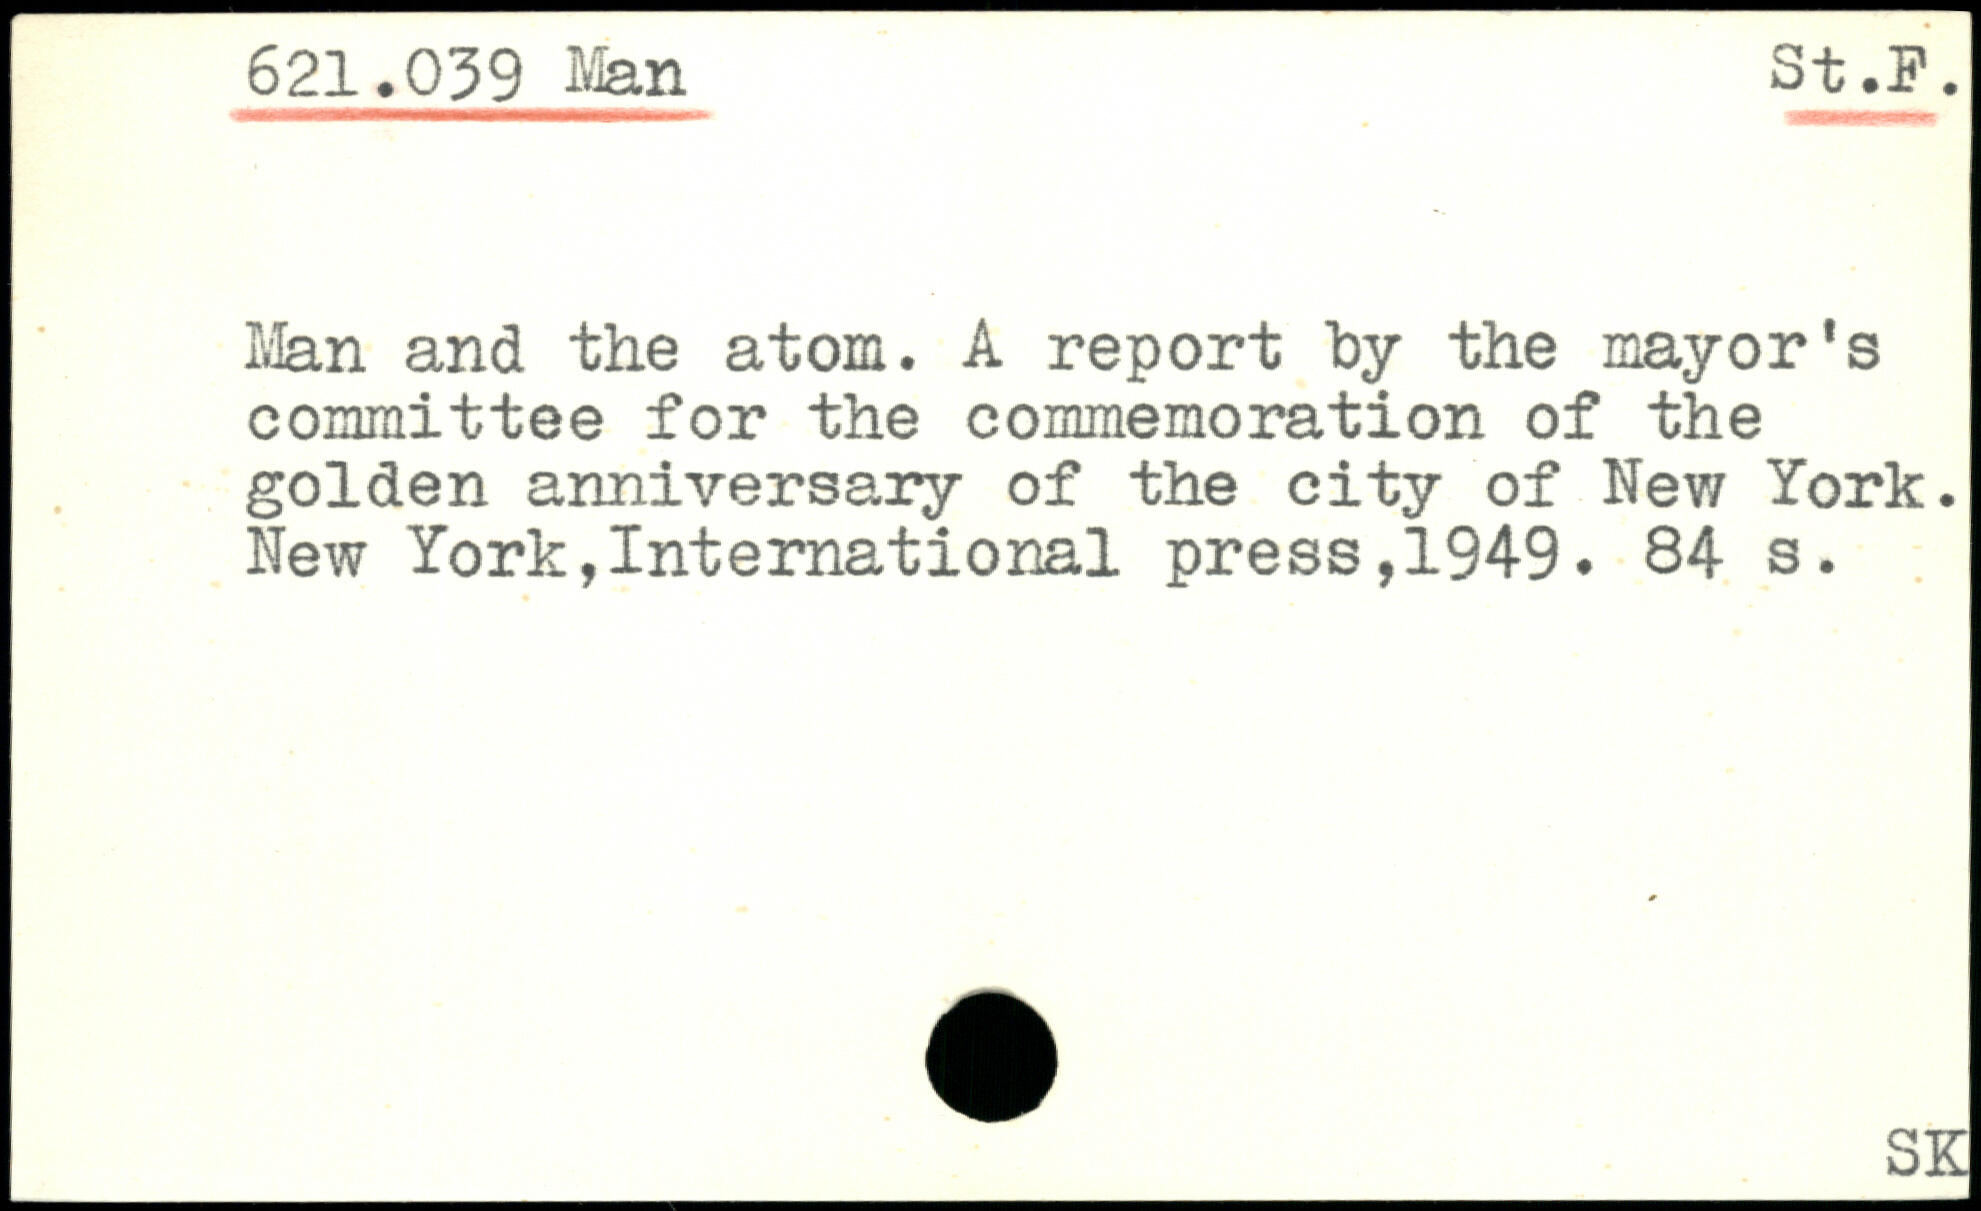 621.039 Man St.F.
Man and the atom. A report by the mayor's
committee for the commemoration of the
golden anniversary of the city of New York.
New York,International press,1949. 84 s.
SK